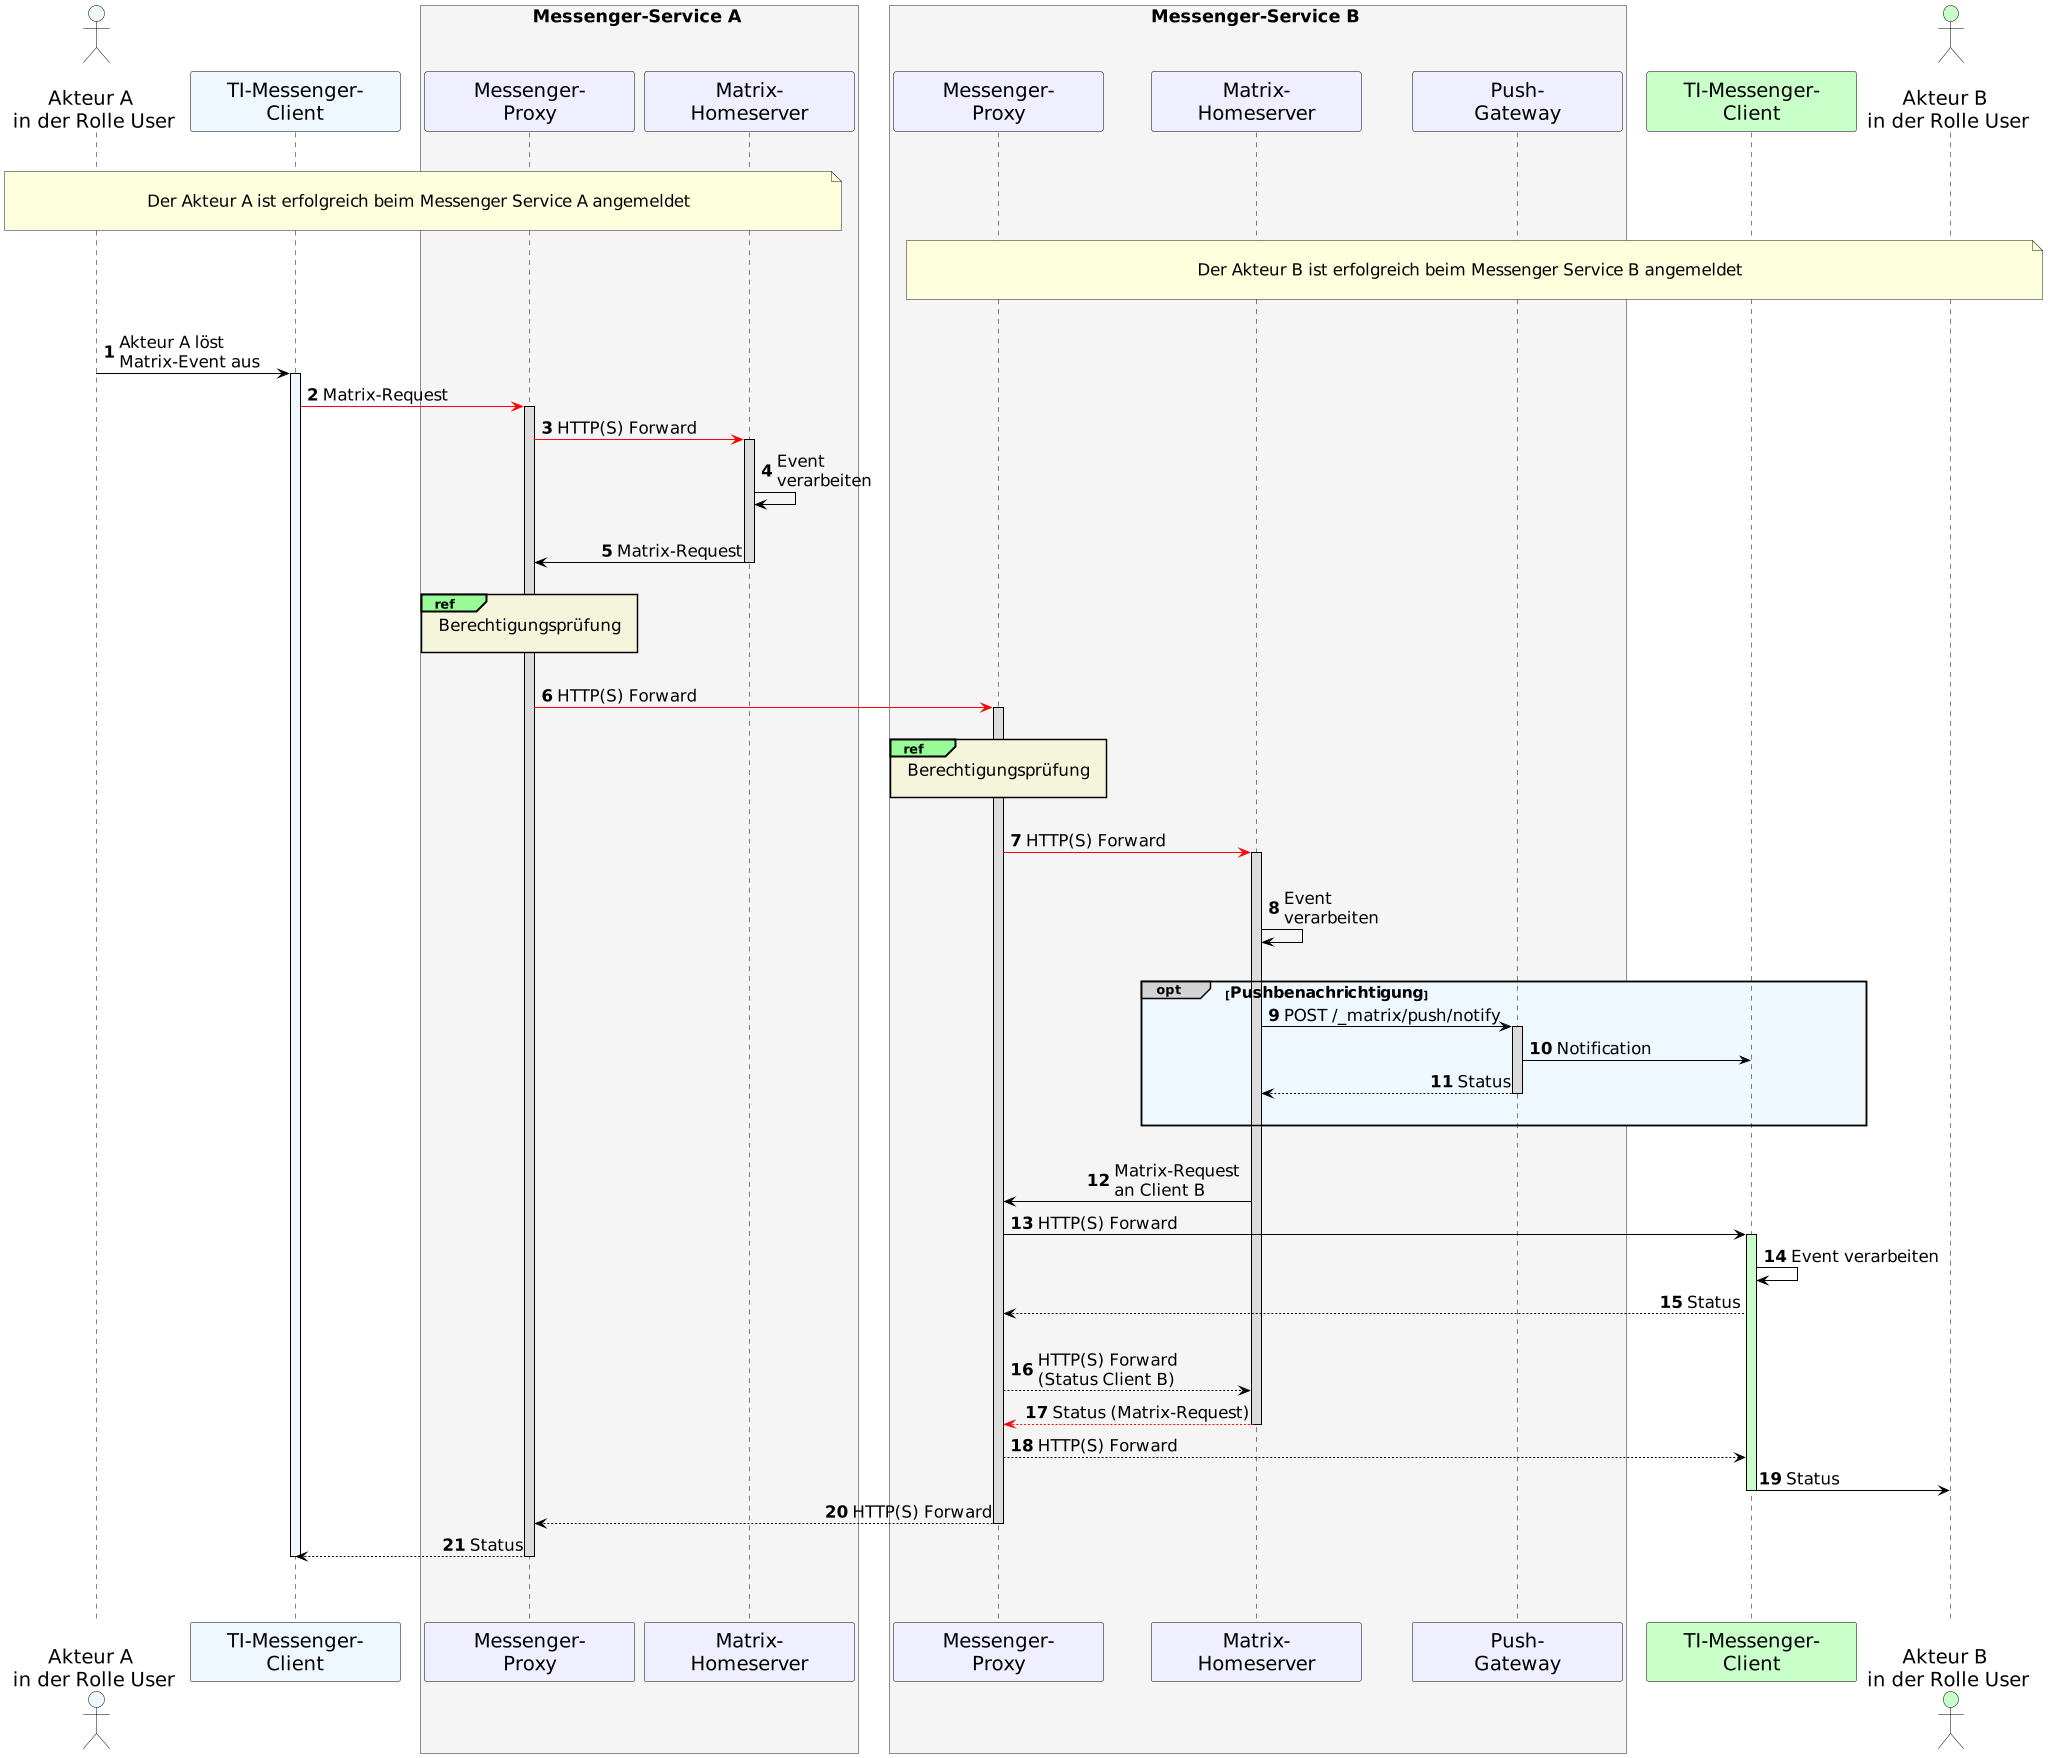 Messenger-Service A
Messenger-Service B
Akteur A
in der Rolle User
TI-Messenger-
Client
Messenger-
Proxy
Matrix-
Homeserver
Messenger-
Proxy
Matrix-
Homeserver
Push-
Gateway
TI-Messenger-
Client
Akteur B
in der Rolle User
Der Akteur A ist erfolgreich beim Messenger Service A angemeldet
Der Akteur B ist erfolgreich beim Messenger Service B angemeldet
1 Akteur A löst
Matrix-Event aus
2 Matrix-Request
3 HTTP(S) Forward
4 Event
verarbeiten
5 Matrix-Request
ref
Berechtigungsprüfung
6 HTTP(S) Forward
ref
Berechtigungsprüfung
7 HTTP(S) Forward
8 Event
verarbeiten
opt [Pushbenachrichtigung]
9 POST /_matrix/push/notify
10 Notification
11 Status
12 Matrix-Request
an Client B
13 HTTP(S) Forward
14 Event verarbeiten
15 Status
16 HTTP(S) Forward
(Status Client B)
17 Status (Matrix-Request)
18 HTTP(S) Forward
19 Status
20 HTTP(S) Forward
21 Status
Akteur A
in der Rolle User
TI-Messenger-
Client
Messenger-
Proxy
Matrix-
Homeserver
Messenger-
Proxy
Matrix-
Homeserver
Push-
Gateway
TI-Messenger-
Client
Akteur B
in der Rolle User